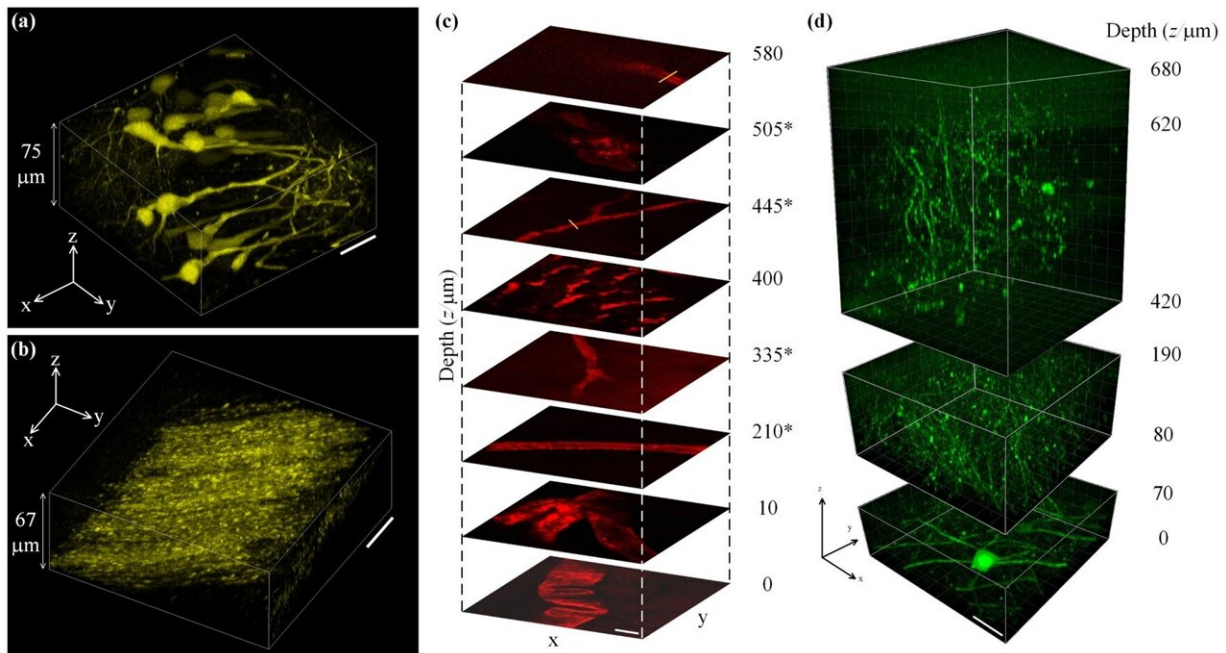 (a)
75
μm
z
x
y
(b)
z
y
x
67
μm
(c)
Depth (z/μm)
580
505*
445*
400
335*
210*
10
0
x
y
(d)
Depth (z/μm)
680
620
420
190
80
70
0
z
y
x